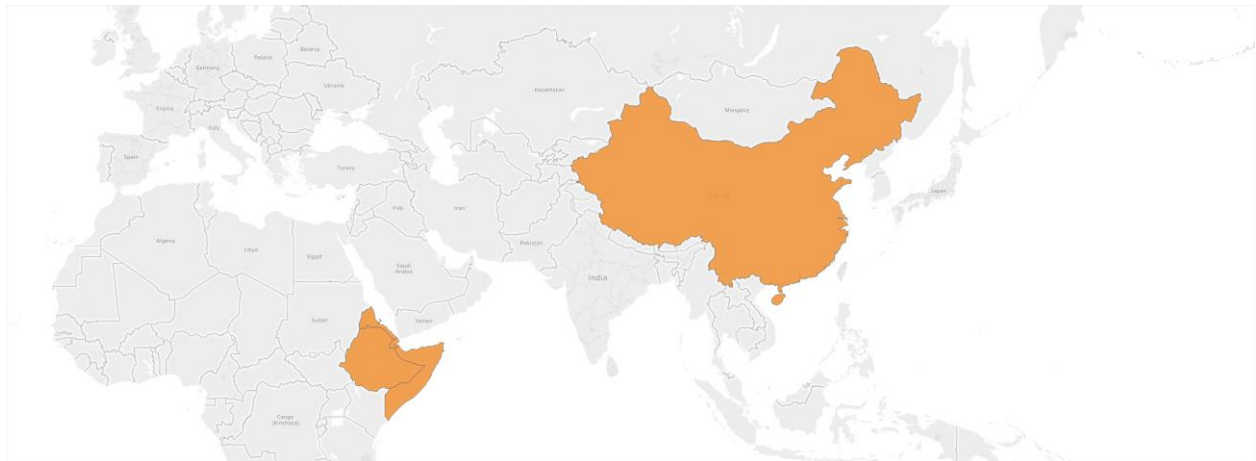 Belarus
Poland
Germany
Ukraine
France
Kazakhstan
Mongolia
Italy
Spain
Turkey
China
Japan
Iraq
Iran
Algeria
Libya
Egypt
Pakistan
Saudi
Arabia
India
Sudan
Yemen
Congo
(Kinshasa)